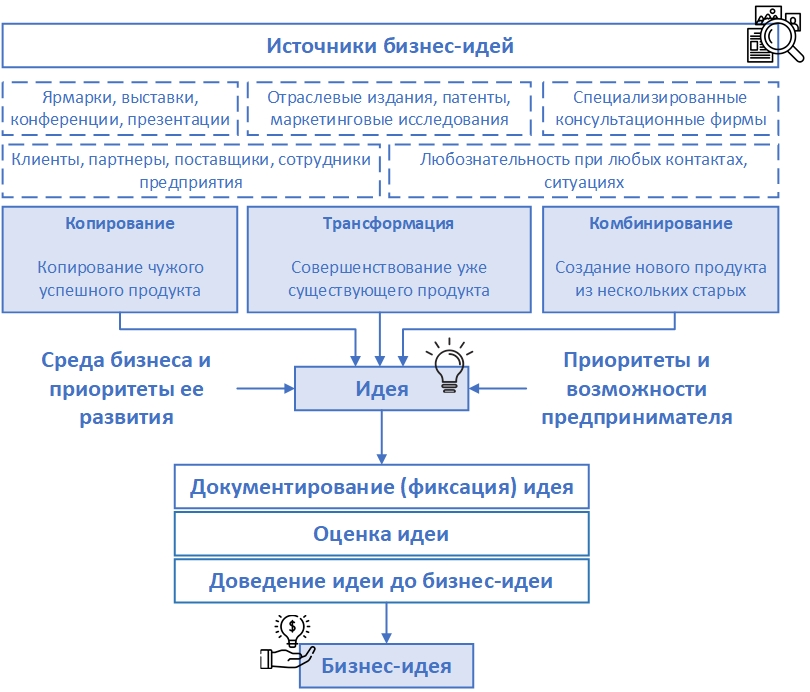 Источники бизнес-идей
Ярмарки, выставки,
конференции, презентации
Отраслевые издания, патенты,
маркетинговые исследования
Специализированные
консультационные фирмы
Клиенты, партнеры, поставщики, сотрудники
предприятия
Любознательность при любых контактах,
ситуациях
Копирование
Копирование чужого
успешного продукта
Трансформация
Совершенствование уже
существующего продукта
Комбинирование
Создание нового продукта
из нескольких старых
Среда бизнеса и
приоритеты ее
развития
Идея
Приоритеты и
возможности
предпринимателя
Документирование (фиксация) идея
Оценка идеи
Доведение идеи до бизнес-идеи
$
Бизнес-идея